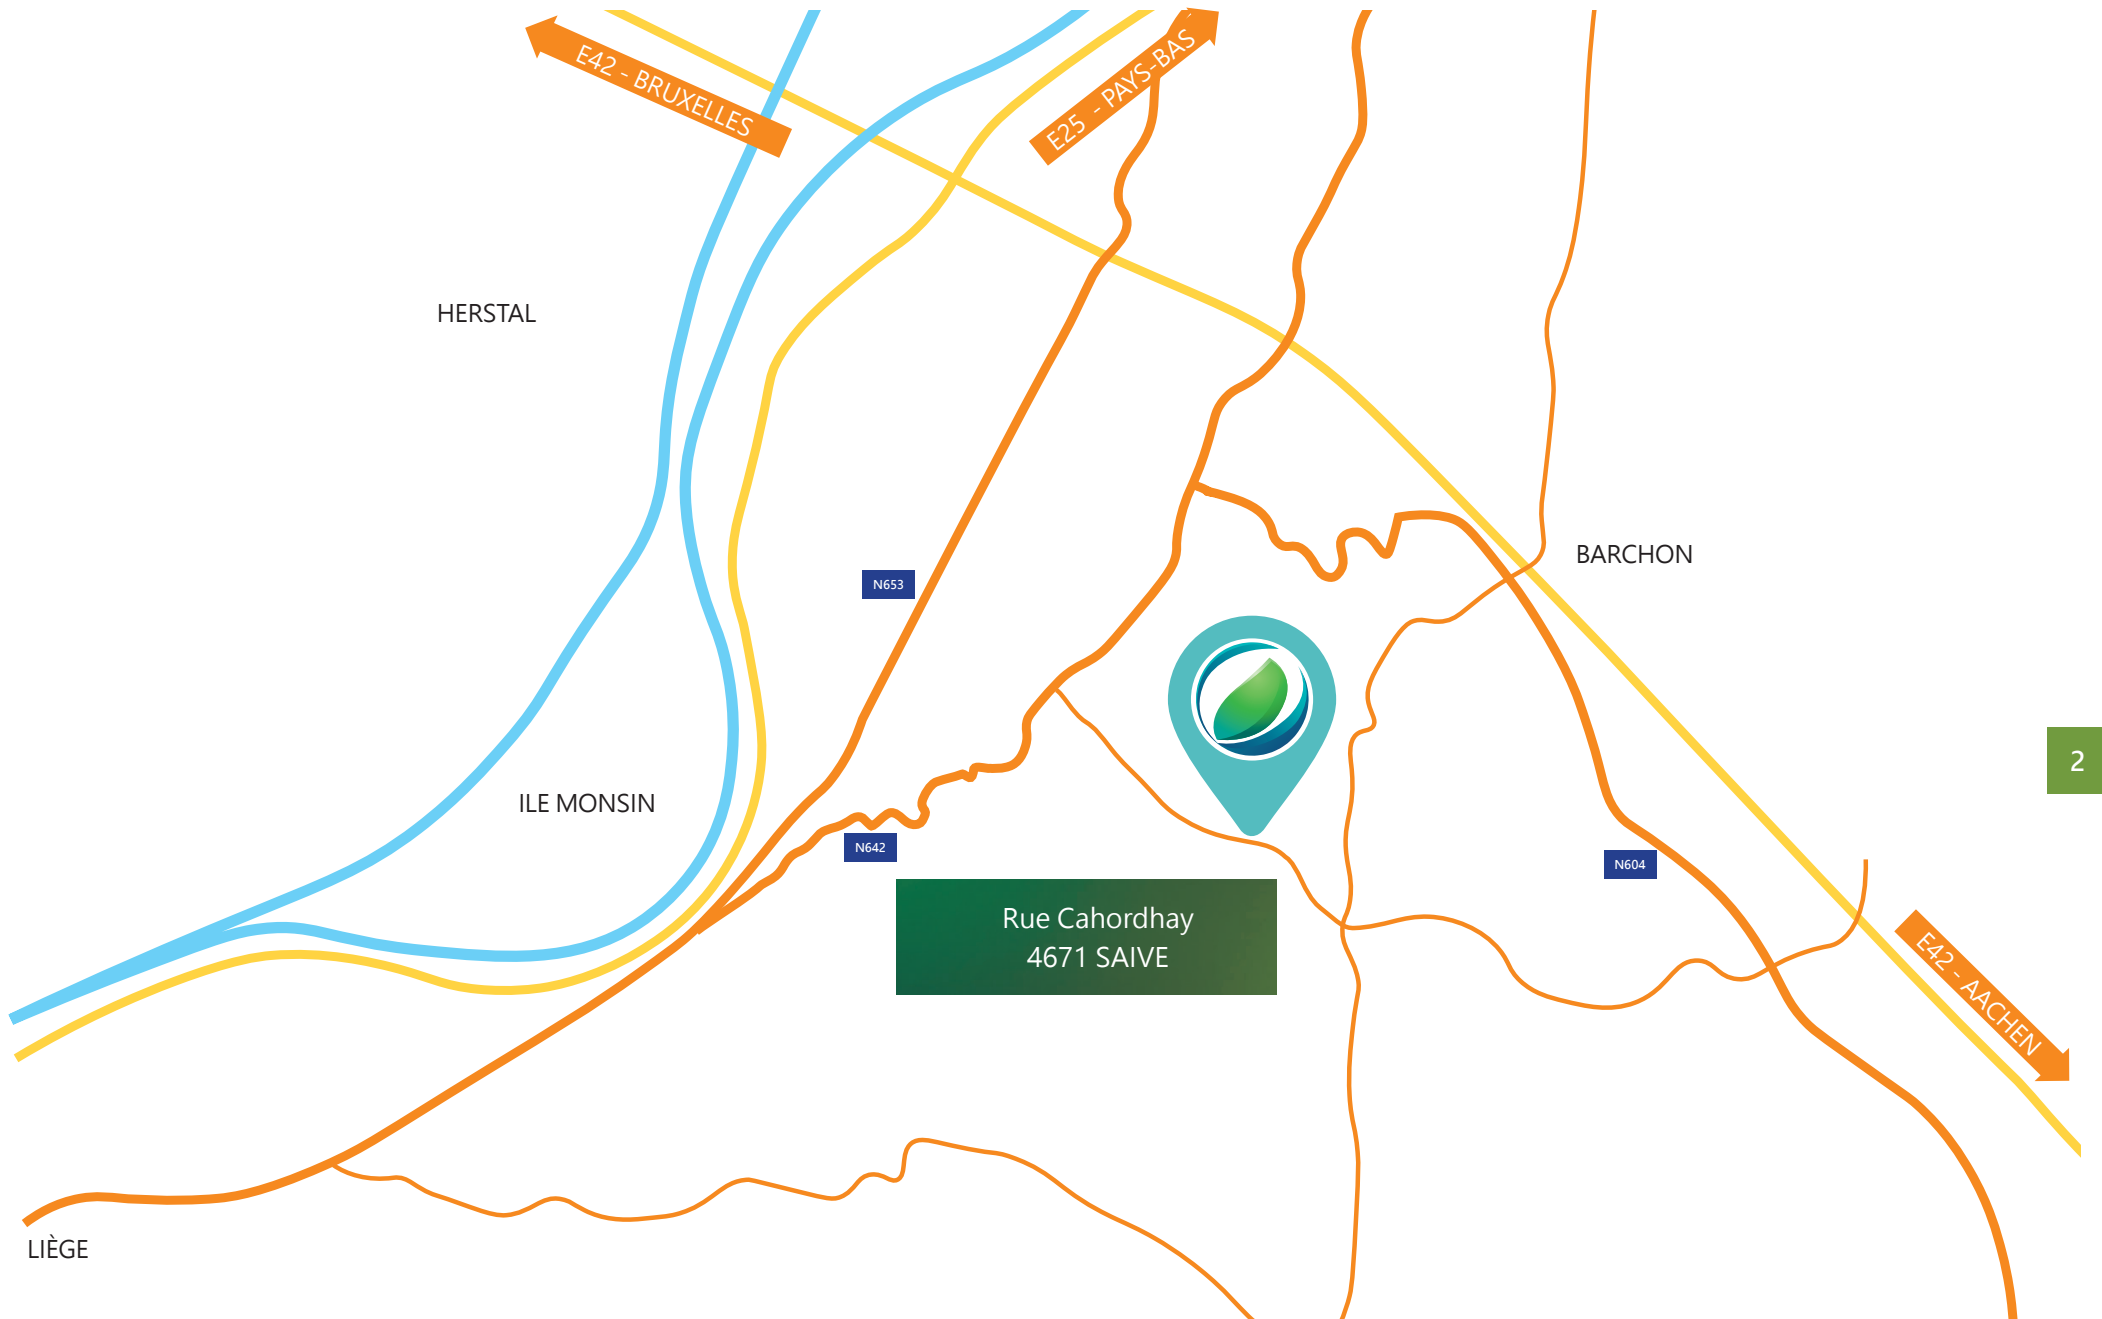 E42 - BRUXELLES
E25 - PAYS-BAS
HERSTAL
BARCHON
N653
2
ILE MONSIN
N642
N604
Rue Cahordhay
4671 SAIVE
E42 - AACHEN
LIÈGE